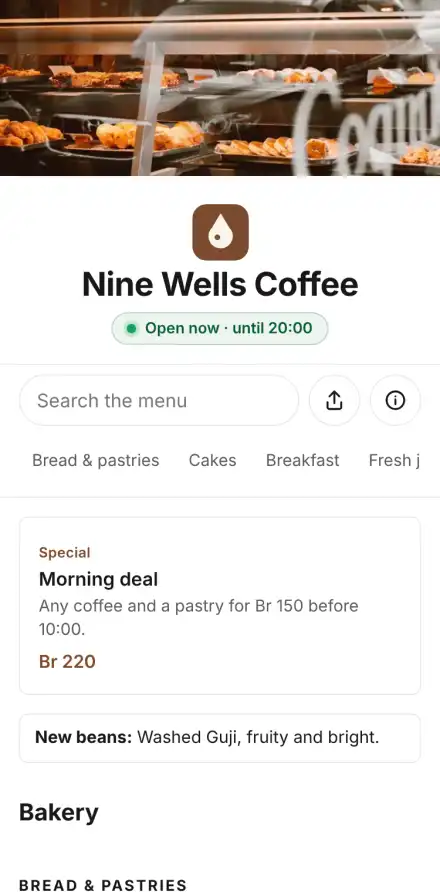 Nine Wells Coffee
Open now · until 20:00
Search the menu
Bread & pastries Cakes Breakfast Fresh j
Special
Morning deal
Any coffee and a pastry for Br 150 before
10:00.
Br 220
New beans: Washed Guji, fruity and bright.
Bakery
BREAD & PASTRIES